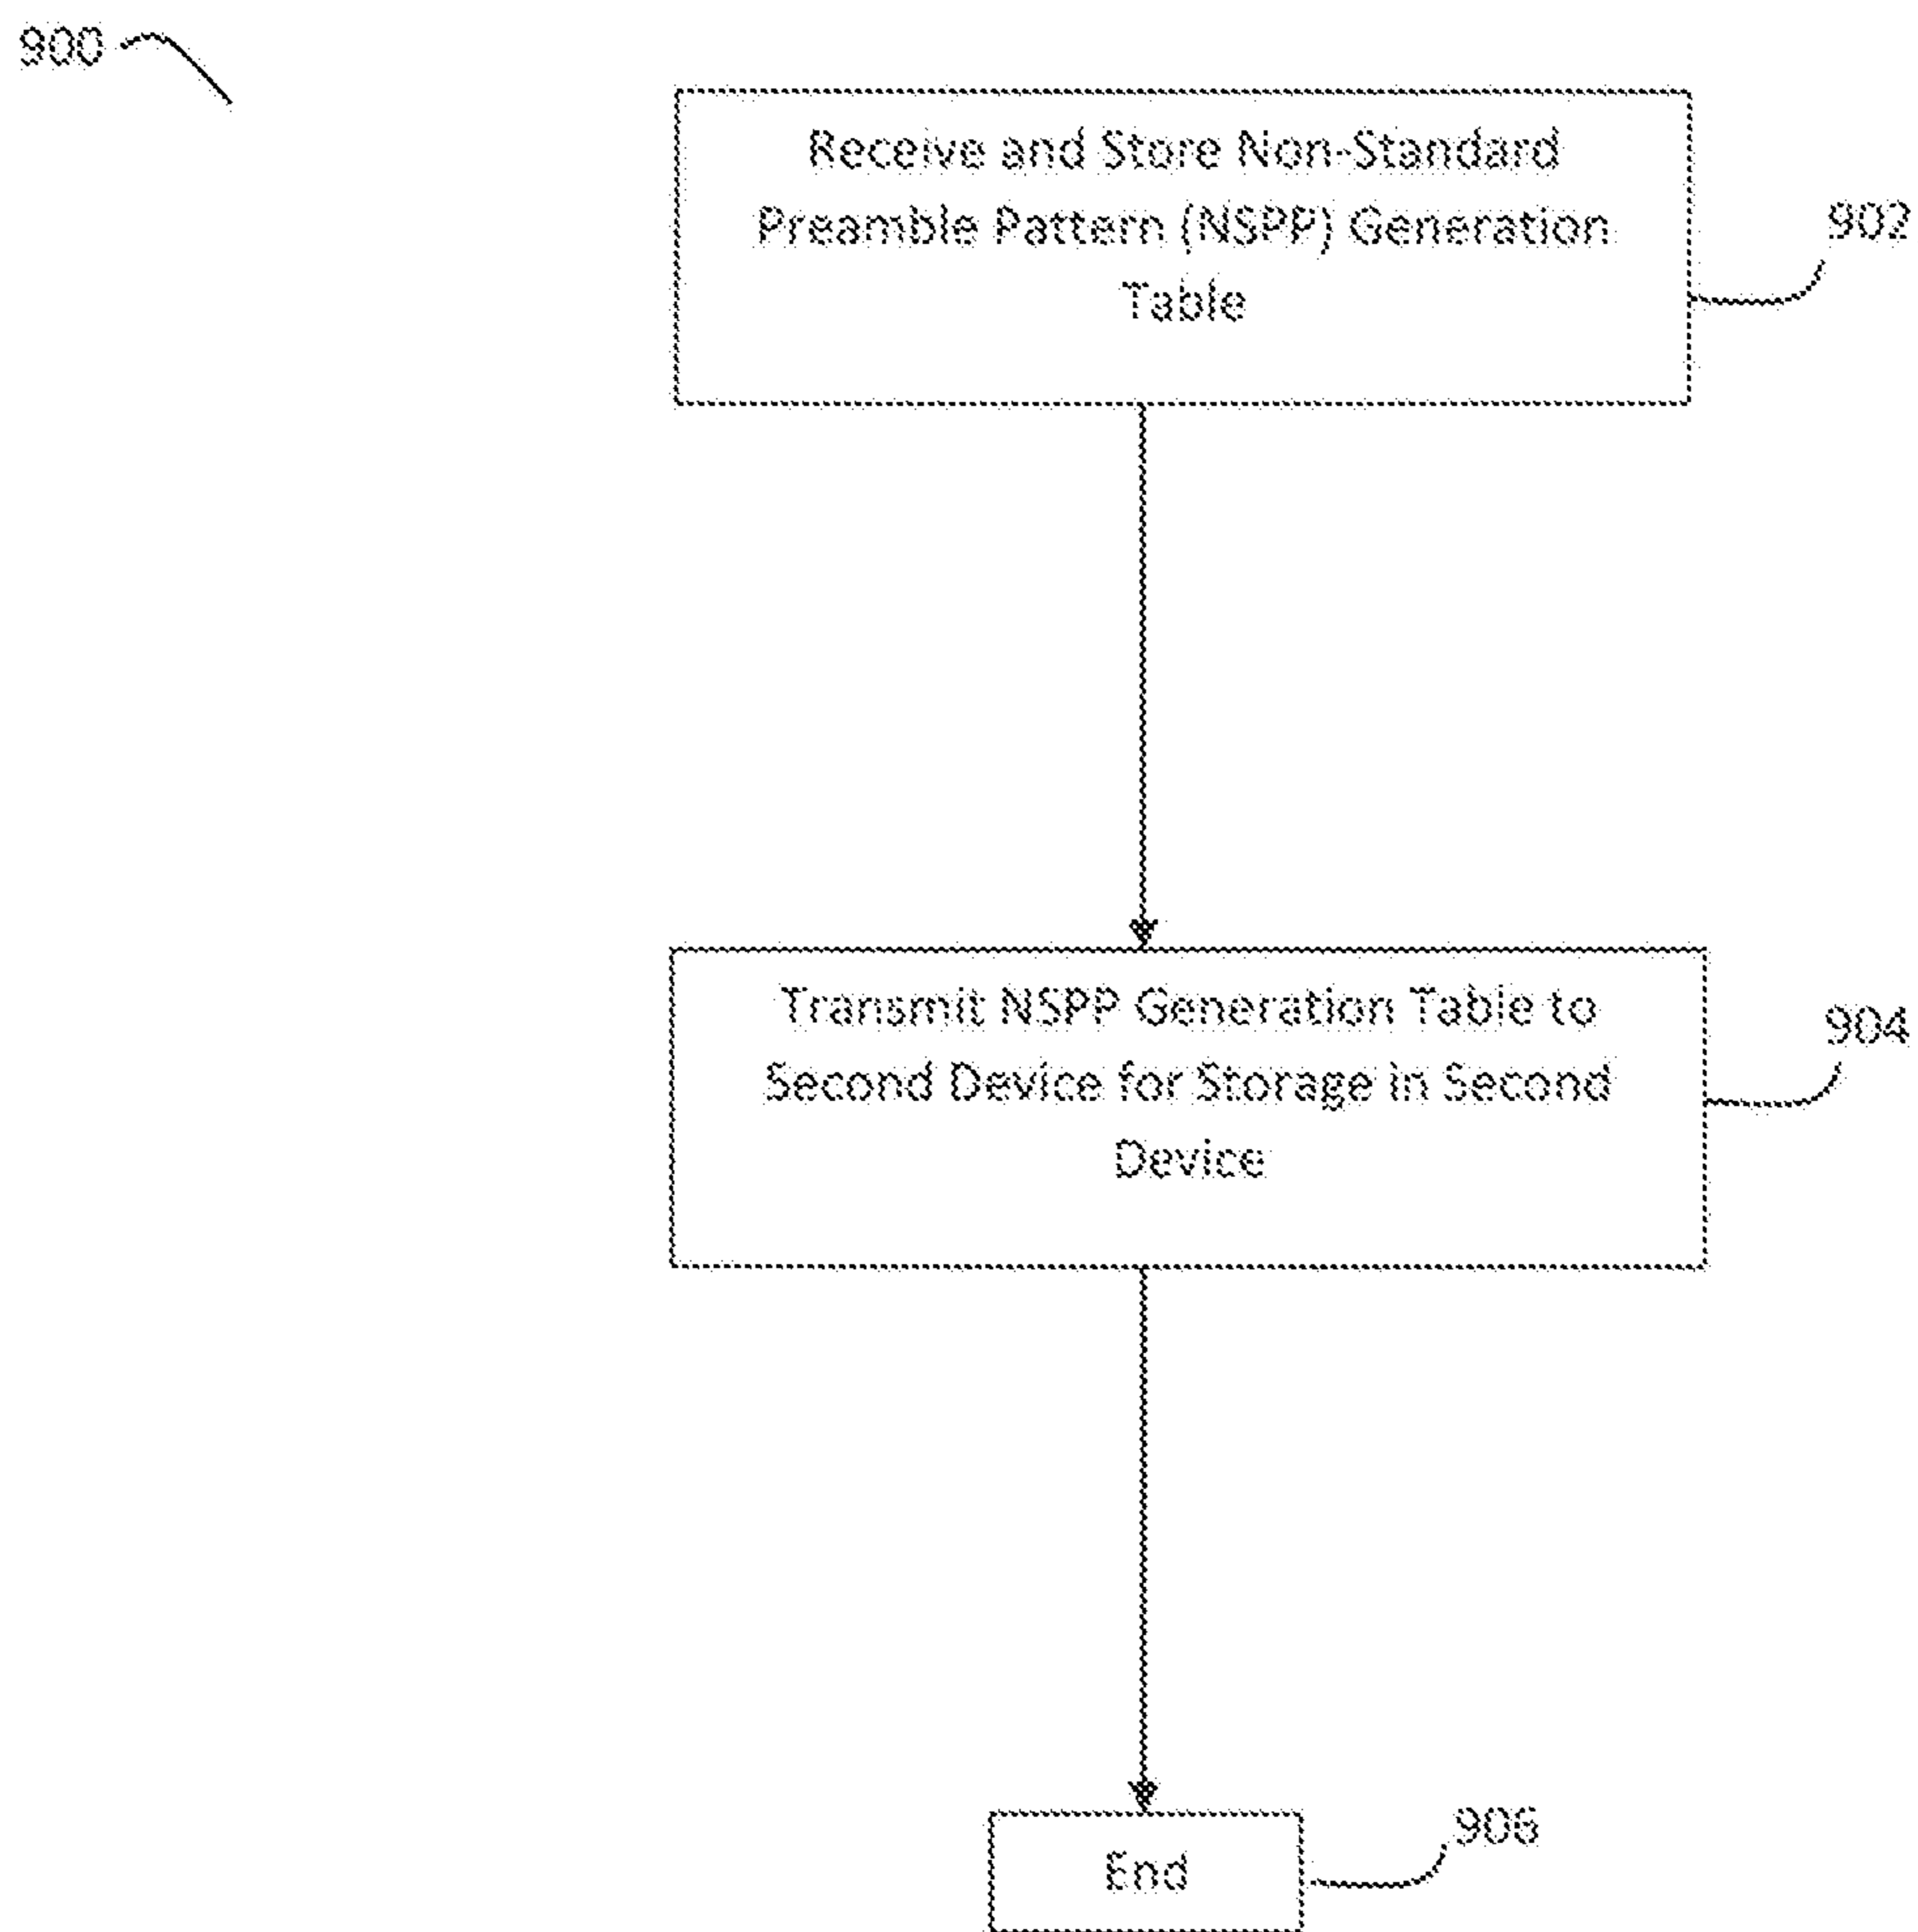 900
Receive and Store Non-Standard
Preamble Pattern (NSPP) Generation
Table
902
Transmit NSPP Generation Table to
Second Device for Storage in Second
Device
904
End
906